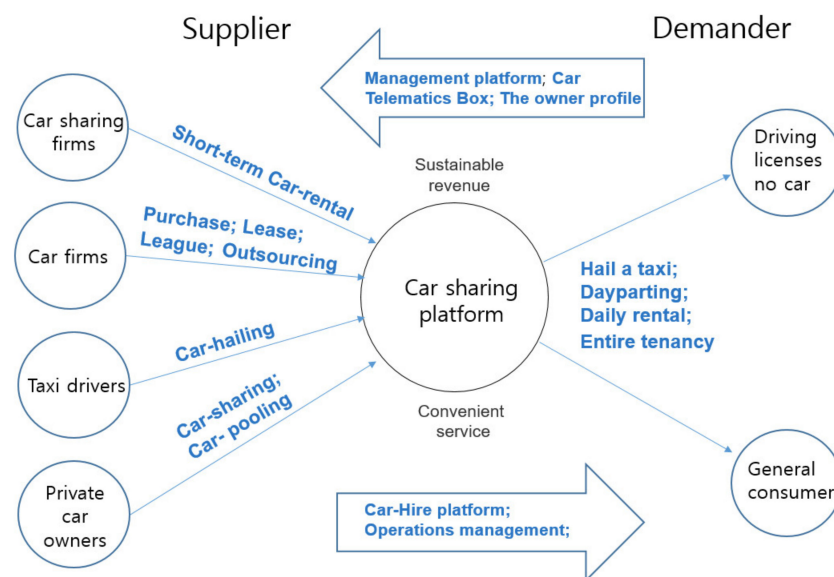 Supplier
Demander
Management platform; Car
Telematics Box; The owner profile
Car sharing
firms
Short-term Car-rental
Driving
licenses
no car
Sustainable
revenue
Car firms
Purchase; Lease;
League; Outsourcing
Car sharing
platform
Hail a taxi;
Dayparting;
Daily rental;
Entire tenancy
Taxi drivers
Car-hailing
Car-sharing;
Car- pooling
Convenient
service
Private
car
owners
General
consumer
Car-Hire platform;
Operations management;